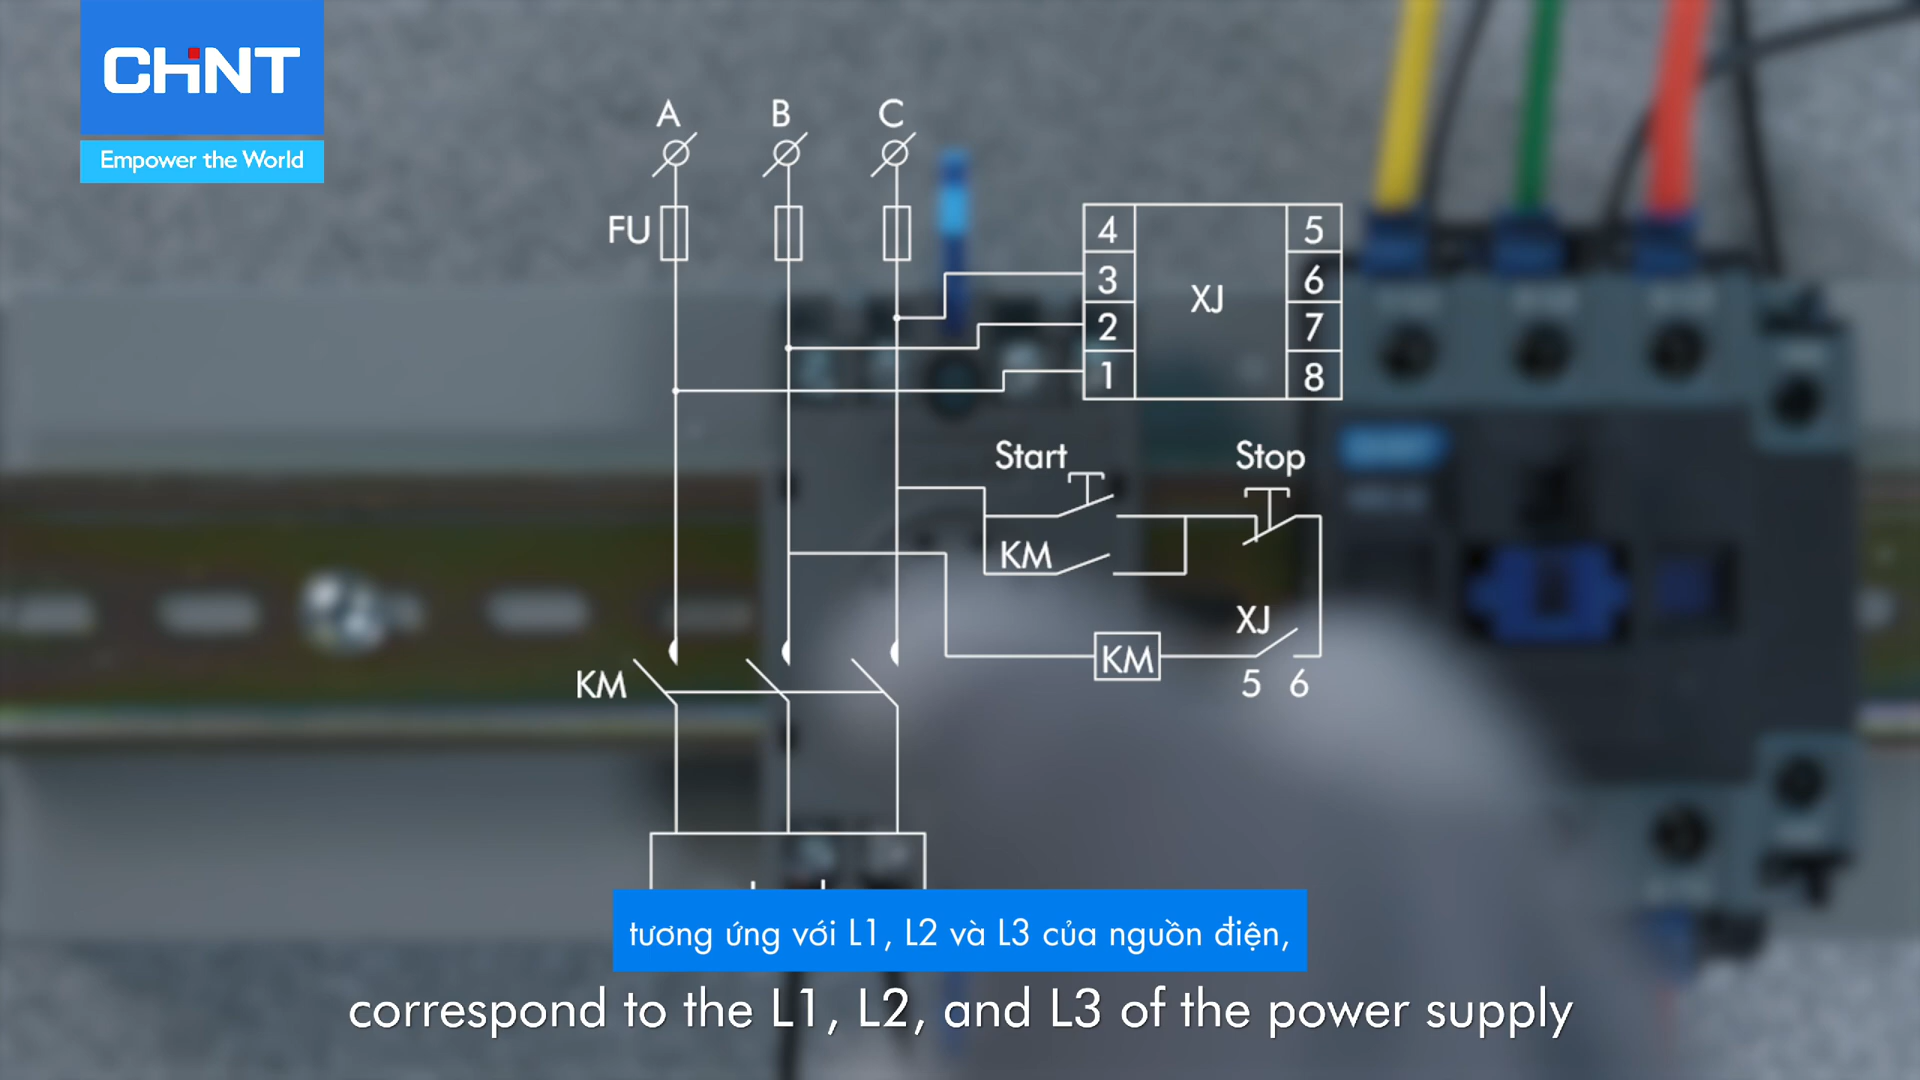 CHNT
Empower the World
A B C
FU
4 5
3 6
XJ
2 7
1 8
Start Stop
KM
XJ
KM
KM
5 6
tương ứng với L1, L2 và L3 của nguồn điện,
correspond to the L1, L2, and L3 of the power supply